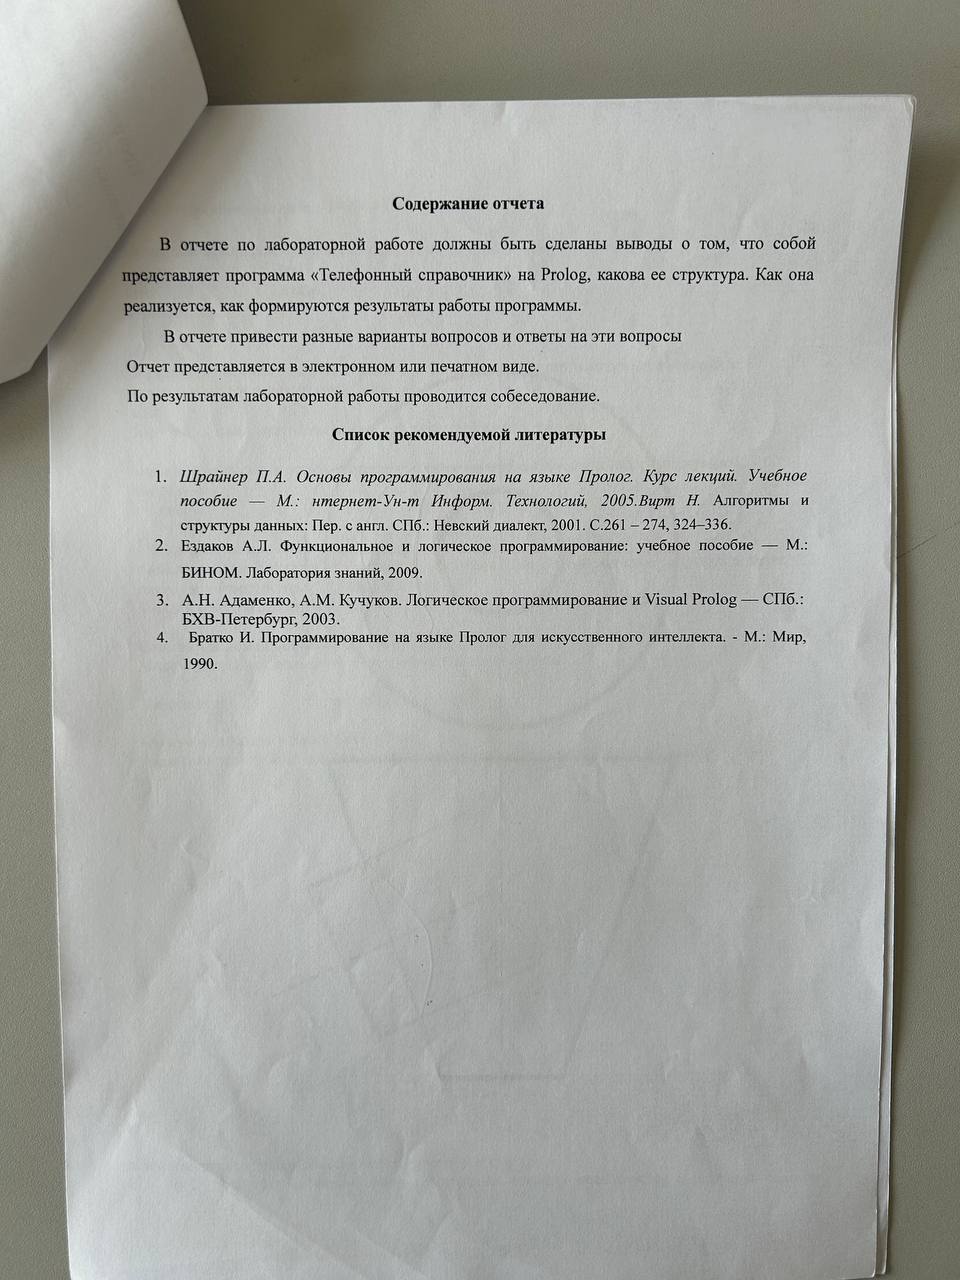 Содержание отчета
В отчете по лабораторной работе должны быть сделаны выводы о том, что собой
представляет программа «Телефонный справочник» на Prolog, какова ее структура. Как она
реализуется, как формируются результаты работы программы.
В отчете привести разные варианты вопросов и ответы на эти вопросы
Отчет представляется в электронном или печатном виде.
По результатам лабораторной работы проводится собеседование.
Список рекомендуемой литературы
1. Шрайнер П.А. Основы программирования на языке Пролог. Курс лекций. Учебное
пособие — М.: нтернет-Ун-т Информ. Технологий, 2005.Вирт Н. Алгоритмы и
структуры данных: Пер. с англ. СПб.: Невский диалект, 2001. С.261 – 274, 324–336.
2. Ездаков А.Л. Функциональное и логическое программирование: учебное пособие — М.:
БИНОМ. Лаборатория знаний, 2009.
3. А.Н. Адаменко, А.М. Кучуков. Логическое программирование и Visual Prolog — СПб.:
БХВ-Петербург, 2003.
4. Братко И. Программирование на языке Пролог для искусственного интеллекта. - М.: Мир,
1990.